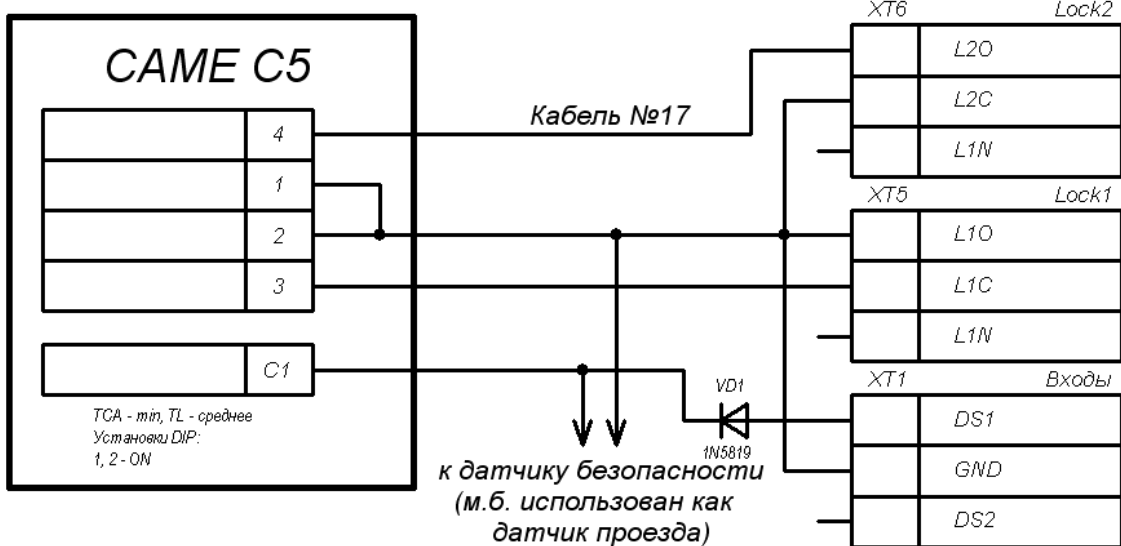 CAME C5
4
1
2
3
C1
TCA - min, TL - среднее
Установки DIP:
1, 2 - ON
Кабель №17
к датчику безопасности
(м.б. использован как
датчик проезда)
VD1
1N5819
XT6 Lock2
L2O
L2C
L1N
XT5 Lock1
L1O
L1C
L1N
XT1 Входы
DS1
GND
DS2